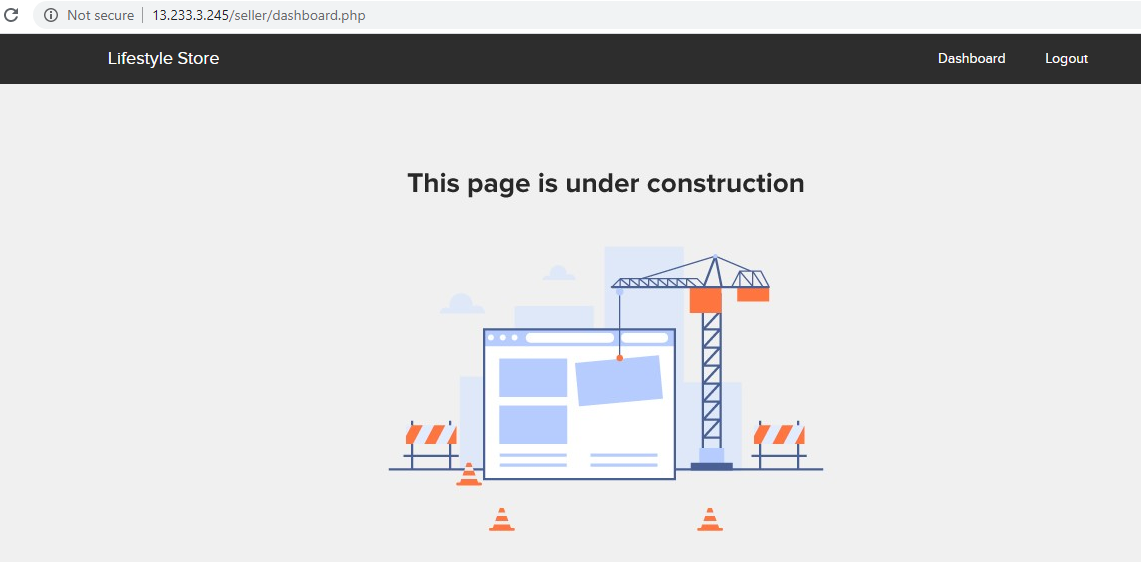 Not secure 13.233.3.245/seller/dashboard.php
Lifestyle Store Dashboard Logout
This page is under construction